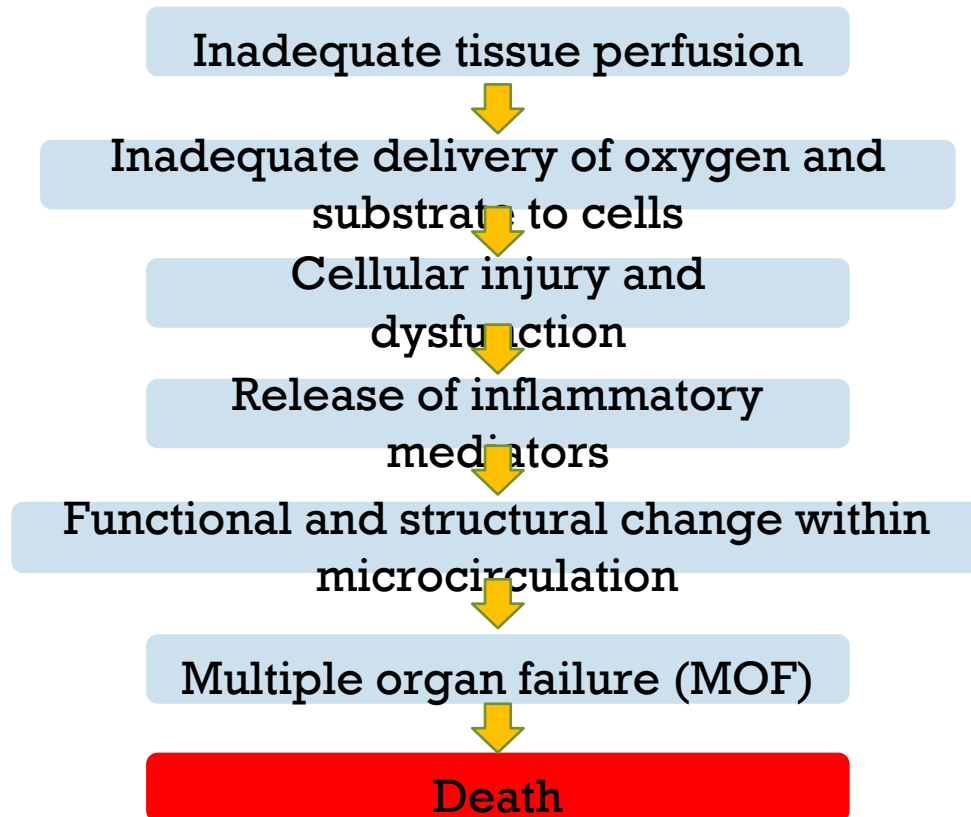 Inadequate tissue perfusion
Inadequate delivery of oxygen and
substrate to cells
Cellular injury and
dysfunction
Release of inflammatory
mediators
Functional and structural change within
microcirculation
Multiple organ failure (MOF)
Death